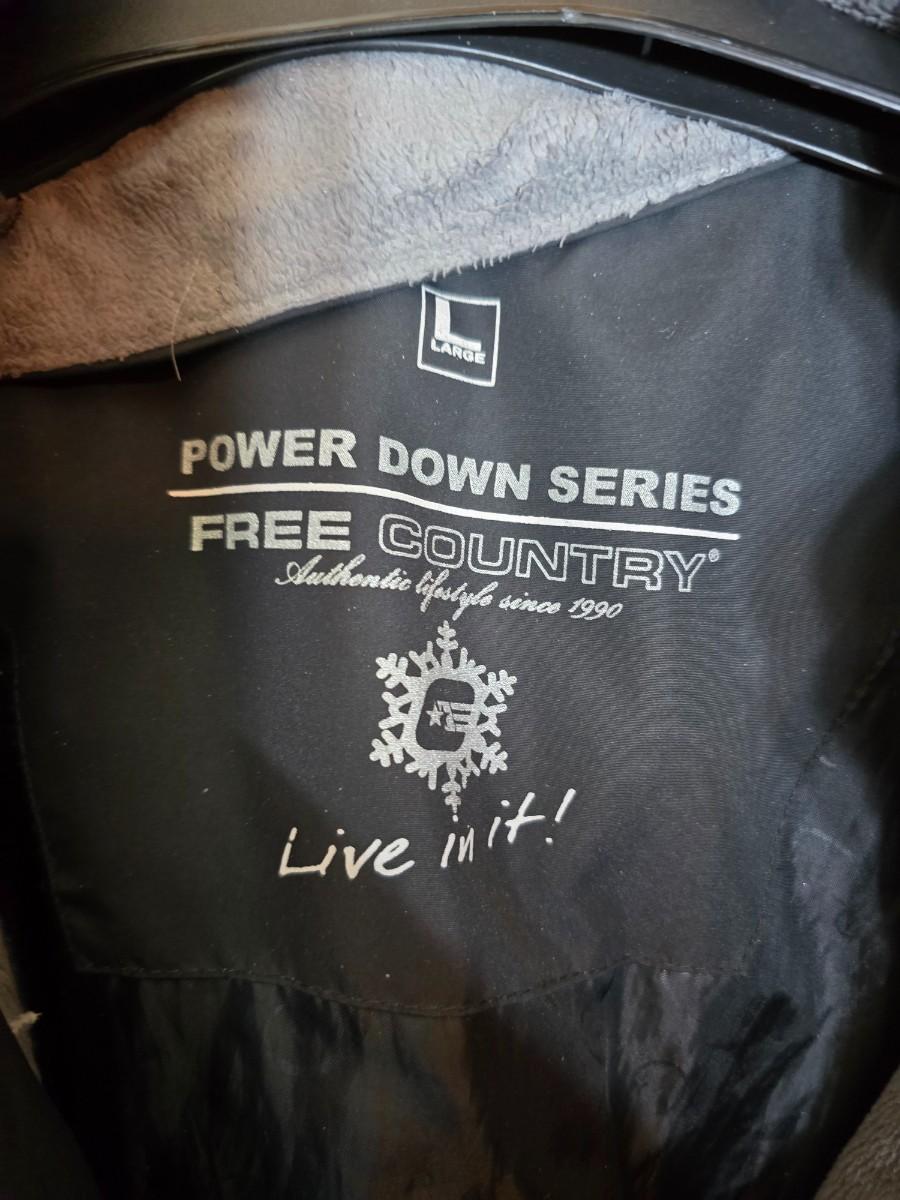 L
LARGE
POWER DOWN SERIES
FREE COUNTRY®
Authentic lifestyle since 1990
Live in it!